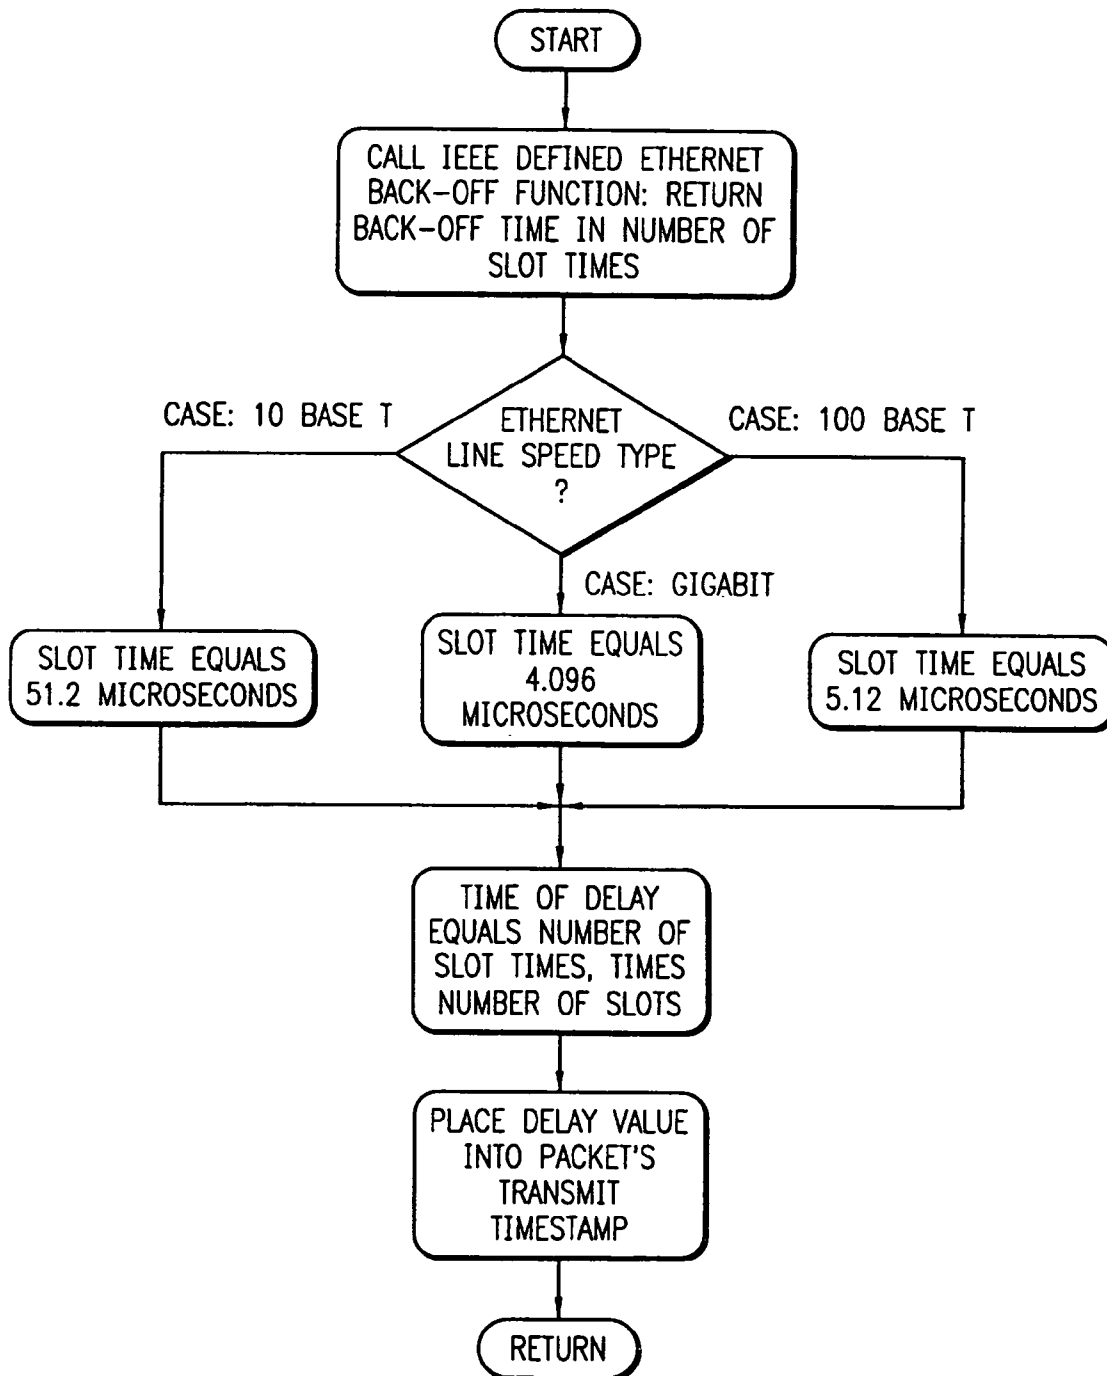 START
CALL IEEE DEFINED ETHERNET
BACK-OFF FUNCTION: RETURN
BACK-OFF TIME IN NUMBER OF
SLOT TIMES
CASE: 10 BASE T
ETHERNET
LINE SPEED TYPE
?
CASE: 100 BASE T
CASE: GIGABIT
SLOT TIME EQUALS
51.2 MICROSECONDS
SLOT TIME EQUALS
4.096
MICROSECONDS
SLOT TIME EQUALS
5.12 MICROSECONDS
TIME OF DELAY
EQUALS NUMBER OF
SLOT TIMES, TIMES
NUMBER OF SLOTS
PLACE DELAY VALUE
INTO PACKET'S
TRANSMIT
TIMESTAMP
RETURN